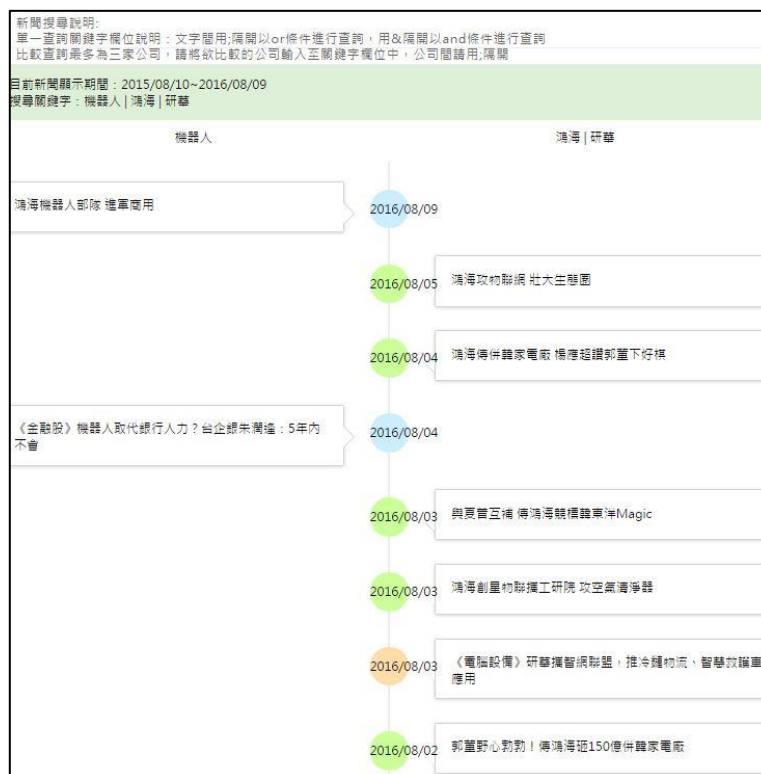 新聞搜尋說明:
單一查詢關鍵字欄位說明:文字間用;隔開以or條件進行查詢,用&隔開以and條件進行查詢
比較查詢最多為三家公司,請將欲比較的公司輸入至關鍵字欄位中,公司間請用;隔開
目前新聞顯示期間:2015/08/10~2016/08/09
搜尋關鍵字:機器人 | 鴻海 | 研華
機器人
鴻海 | 研華
鴻海機器人部隊 進軍商用
2016/08/09
2016/08/05
鴻海攻物聯網 壯大生態圈
2016/08/04
鴻海傳併韓家電廠 楊應超讚郭董下好棋
《金融股》機器人取代銀行人力?台企銀朱潤逢:5年內
不會
2016/08/04
2016/08/03
與夏普互補 傳鴻海競標韓東洋Magic
2016/08/03
鴻海創星物聯攜工研院 攻空氣清淨器
2016/08/03
《電腦設備》研華攜智網聯盟,推冷鏈物流、智慧救護車
應用
2016/08/02
郭董野心勃勃!傳鴻海砸150億併韓家電廠